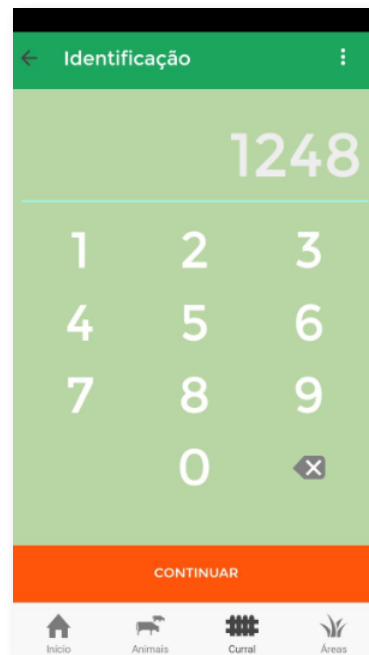 Identificação
1248
1 2 3
4 5 6
7 8 9
0
CONTINUAR
Início Animais Curral Áreas